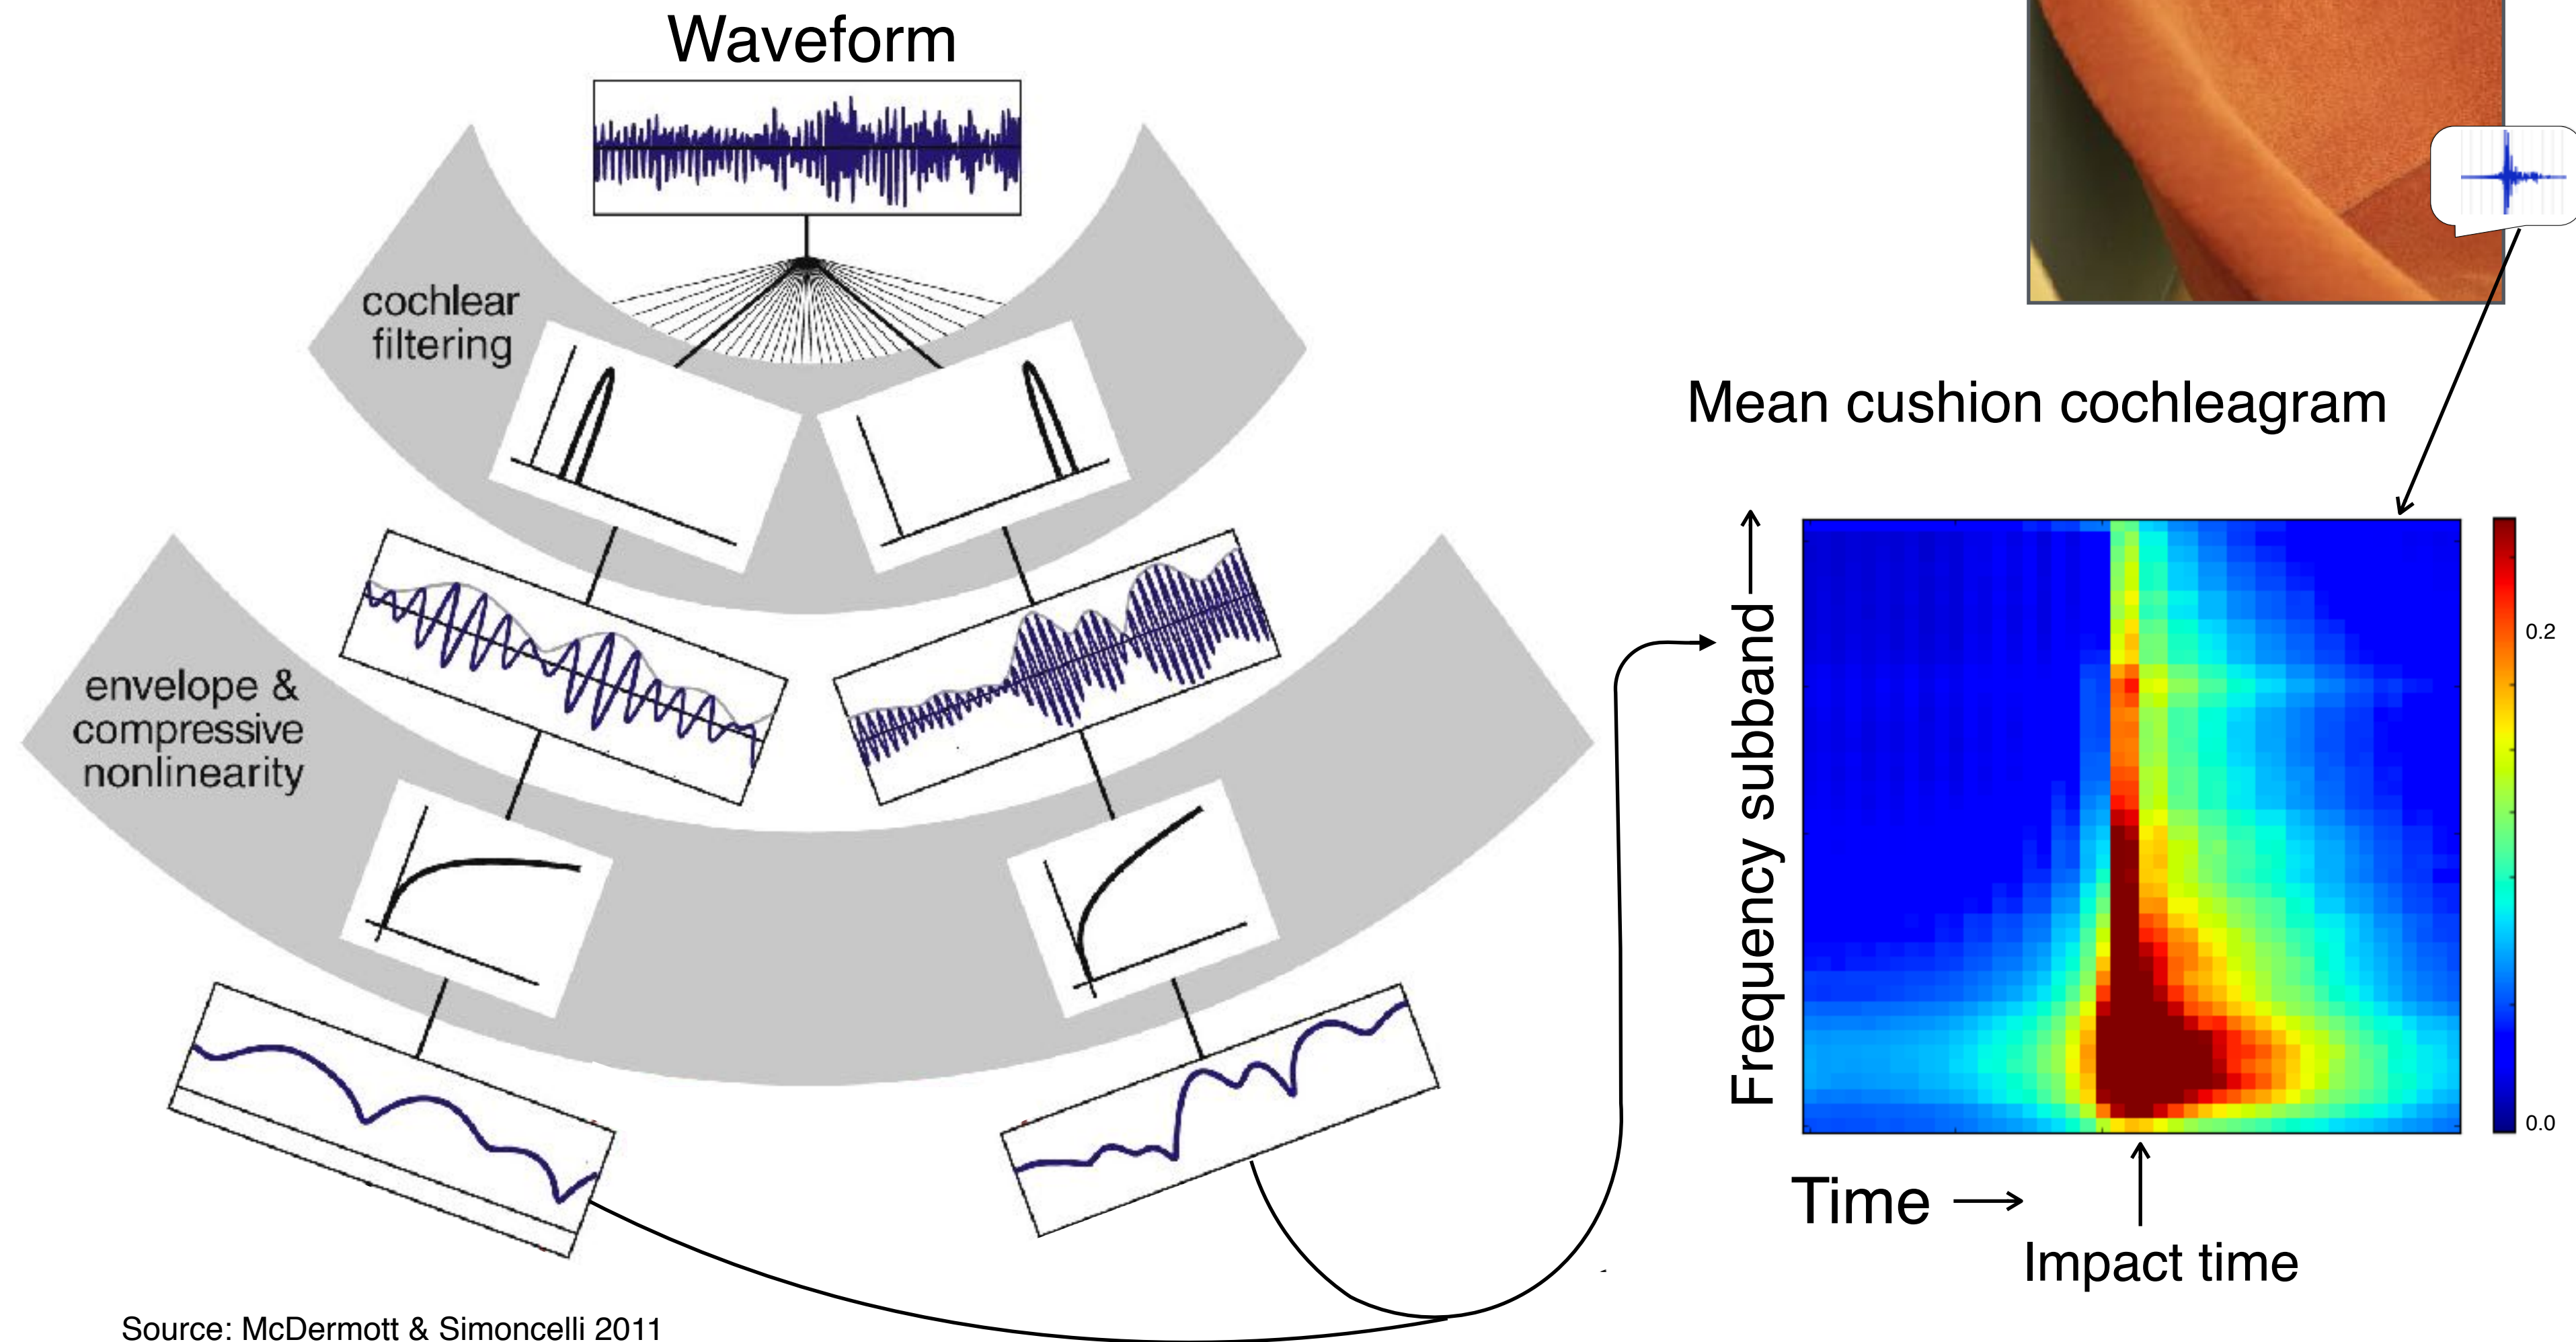 Waveform
cochlear
filtering
envelope &
compressive
nonlinearity
Source: McDermott & Simoncelli 2011
Mean cushion cochleagram
Frequency subband
0.2
0.0
Time
Impact time